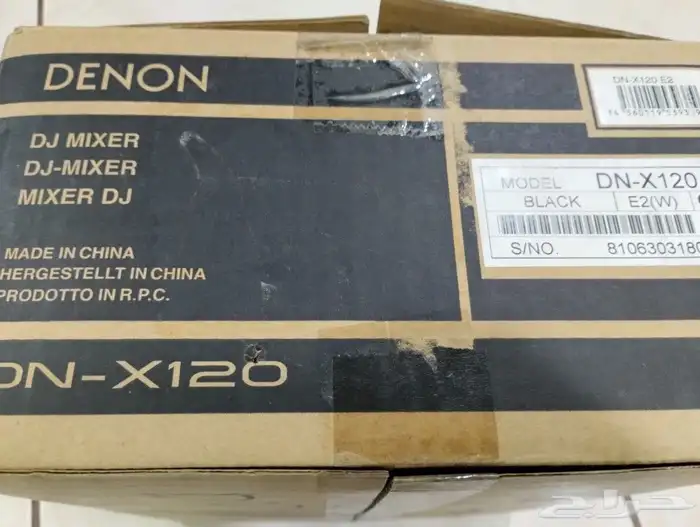 DENON
DJ MIXER
DJ-MIXER
MIXER DJ
MADE IN CHINA
HERGESTELLT IN CHINA
PRODOTTO IN R.P.C.
DN-X120
DN-X120 E2
MODEL DN-X120
BLACK E2(W)
S/NO. 8106303180
حراج